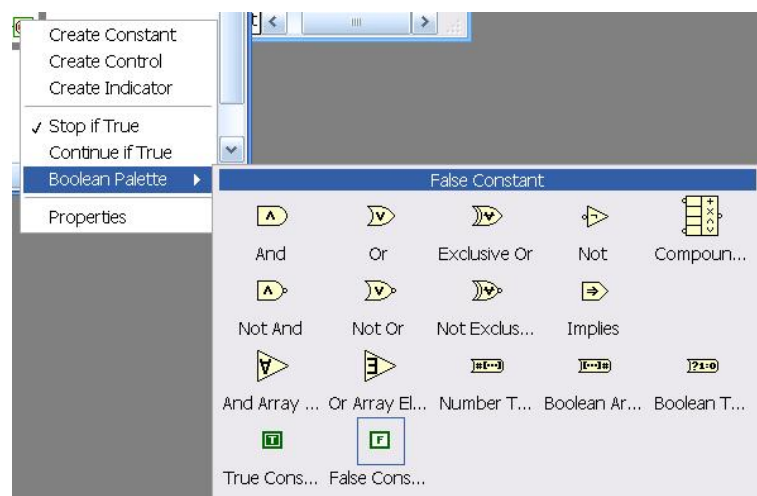 Create Constant
Create Control
Create Indicator
Stop if True
Continue if True
Boolean Palette
Properties
False Constant
And Or Exclusive Or Not Compoun...
Not And Not Or Not Exclus... Implies
And Array ... Or Array El... Number T... Boolean Ar... Boolean T...
True Cons... False Cons...